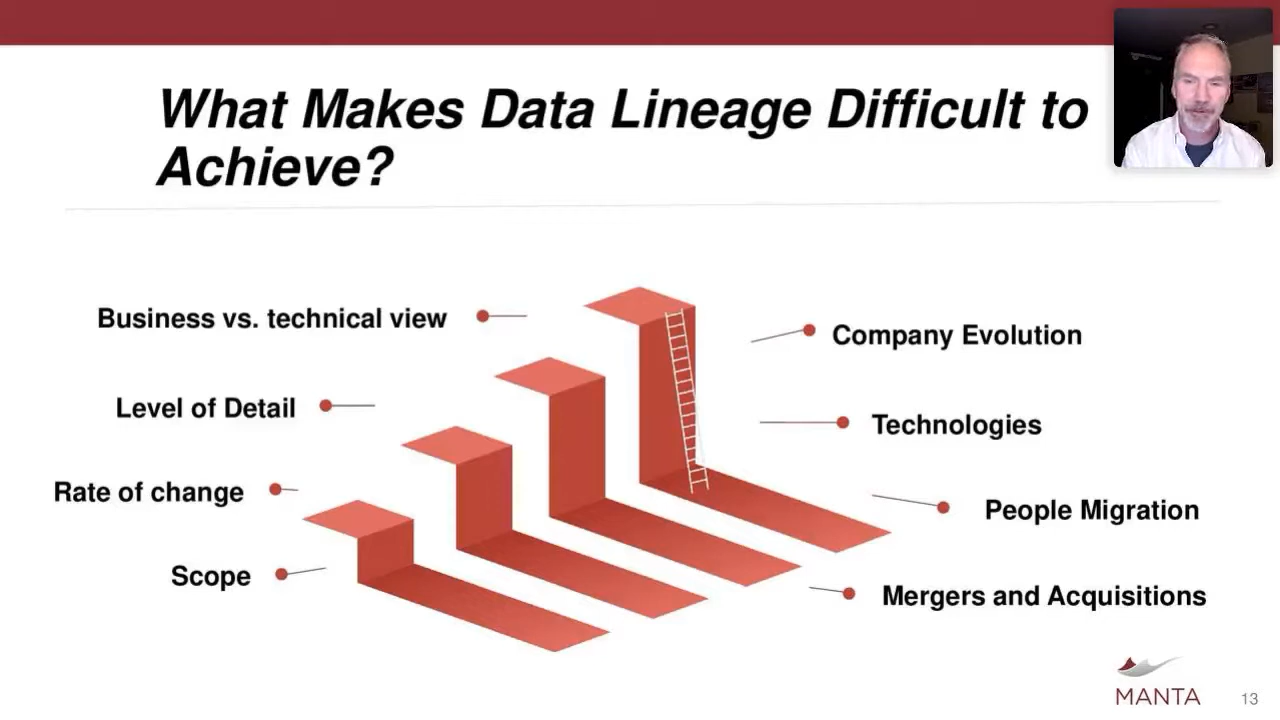 What Makes Data Lineage Difficult to
Achieve?
Business vs. technical view
Level of Detail
Rate of change
Scope
Company Evolution
Technologies
People Migration
Mergers and Acquisitions
MANTA
13